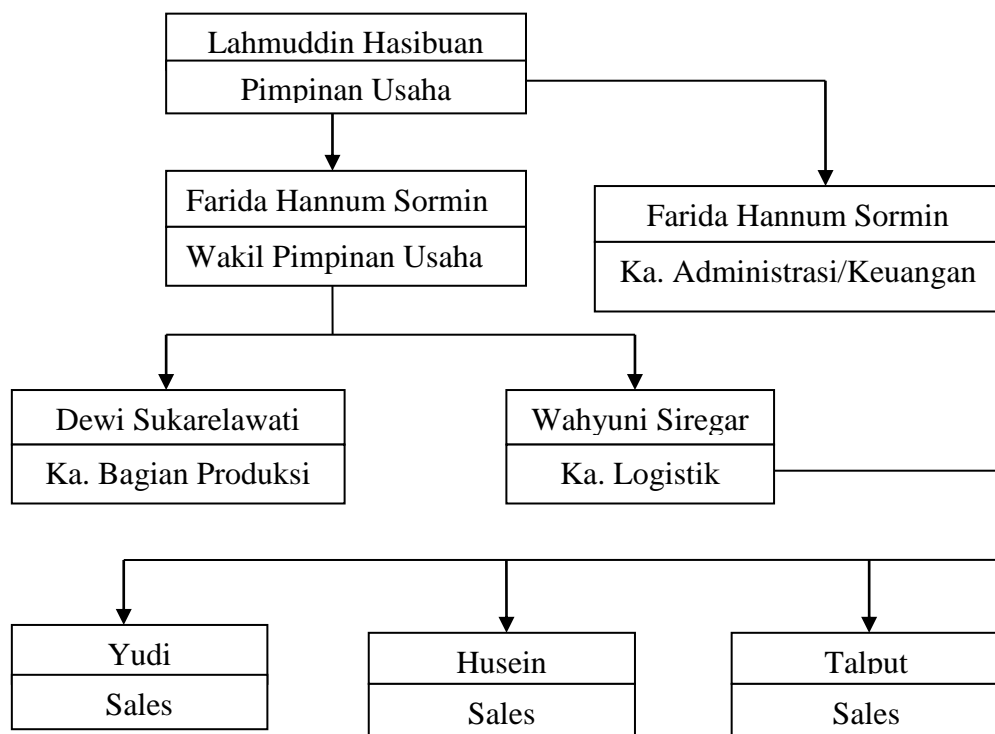 Lahmuddin Hasibuan
Pimpinan Usaha
Farida Hannum Sormin
Wakil Pimpinan Usaha
Farida Hannum Sormin
Ka. Administrasi/Keuangan
Dewi Sukarelawati
Ka. Bagian Produksi
Wahyuni Siregar
Ka. Logistik
Yudi
Sales
Husein
Sales
Talput
Sales